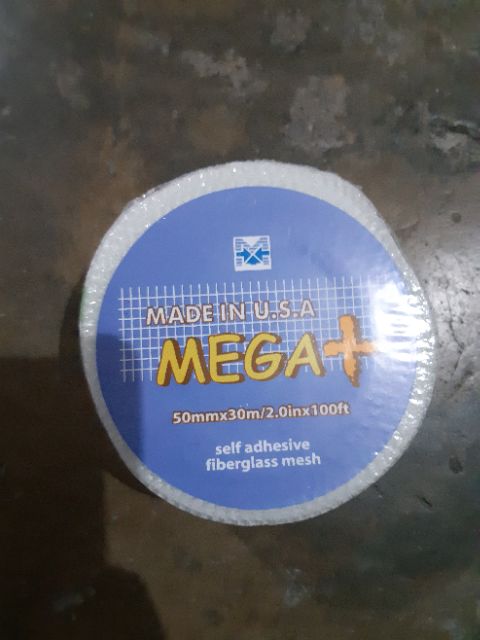 MADE IN U.S.A
MEGA+
50mmx30m/2.0inx100ft
self adhesive
fiberglass mesh